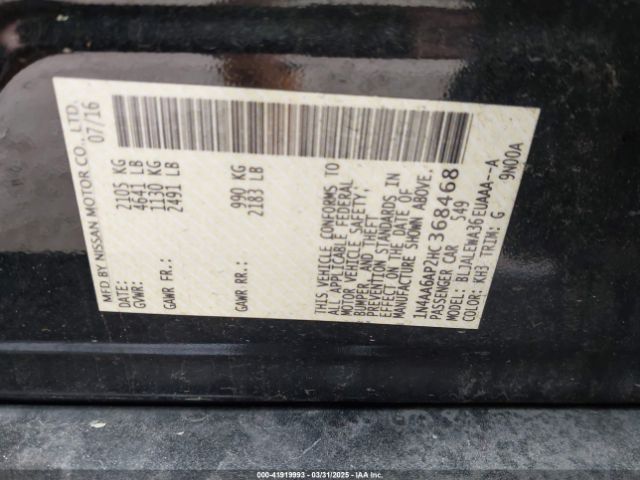 MFD BY NISSAN MOTOR CO., LTD.
DATE: 07/16
GVWR: 2105 KG
4641 LB
GAWR FR.: 1130 KG
2491 LB
GAWR RR.: 990 KG
2183 LB
THIS VEHICLE CONFORMS TO
ALL APPLICABLE FEDERAL
MOTOR VEHICLE SAFETY,
BUMPER, AND THEFT
PREVENTION STANDARDS IN
EFFECT ON THE DATE OF
MANUFACTURE SHOWN ABOVE.
1N4AA6AP2HC368468
PASSENGER CAR 349
MODEL: BLJALEWA36EUAAA--A
COLOR: KH3 TRIM: G 9N00A
00-41919993 03/31/2025 - © IAA, Inc.